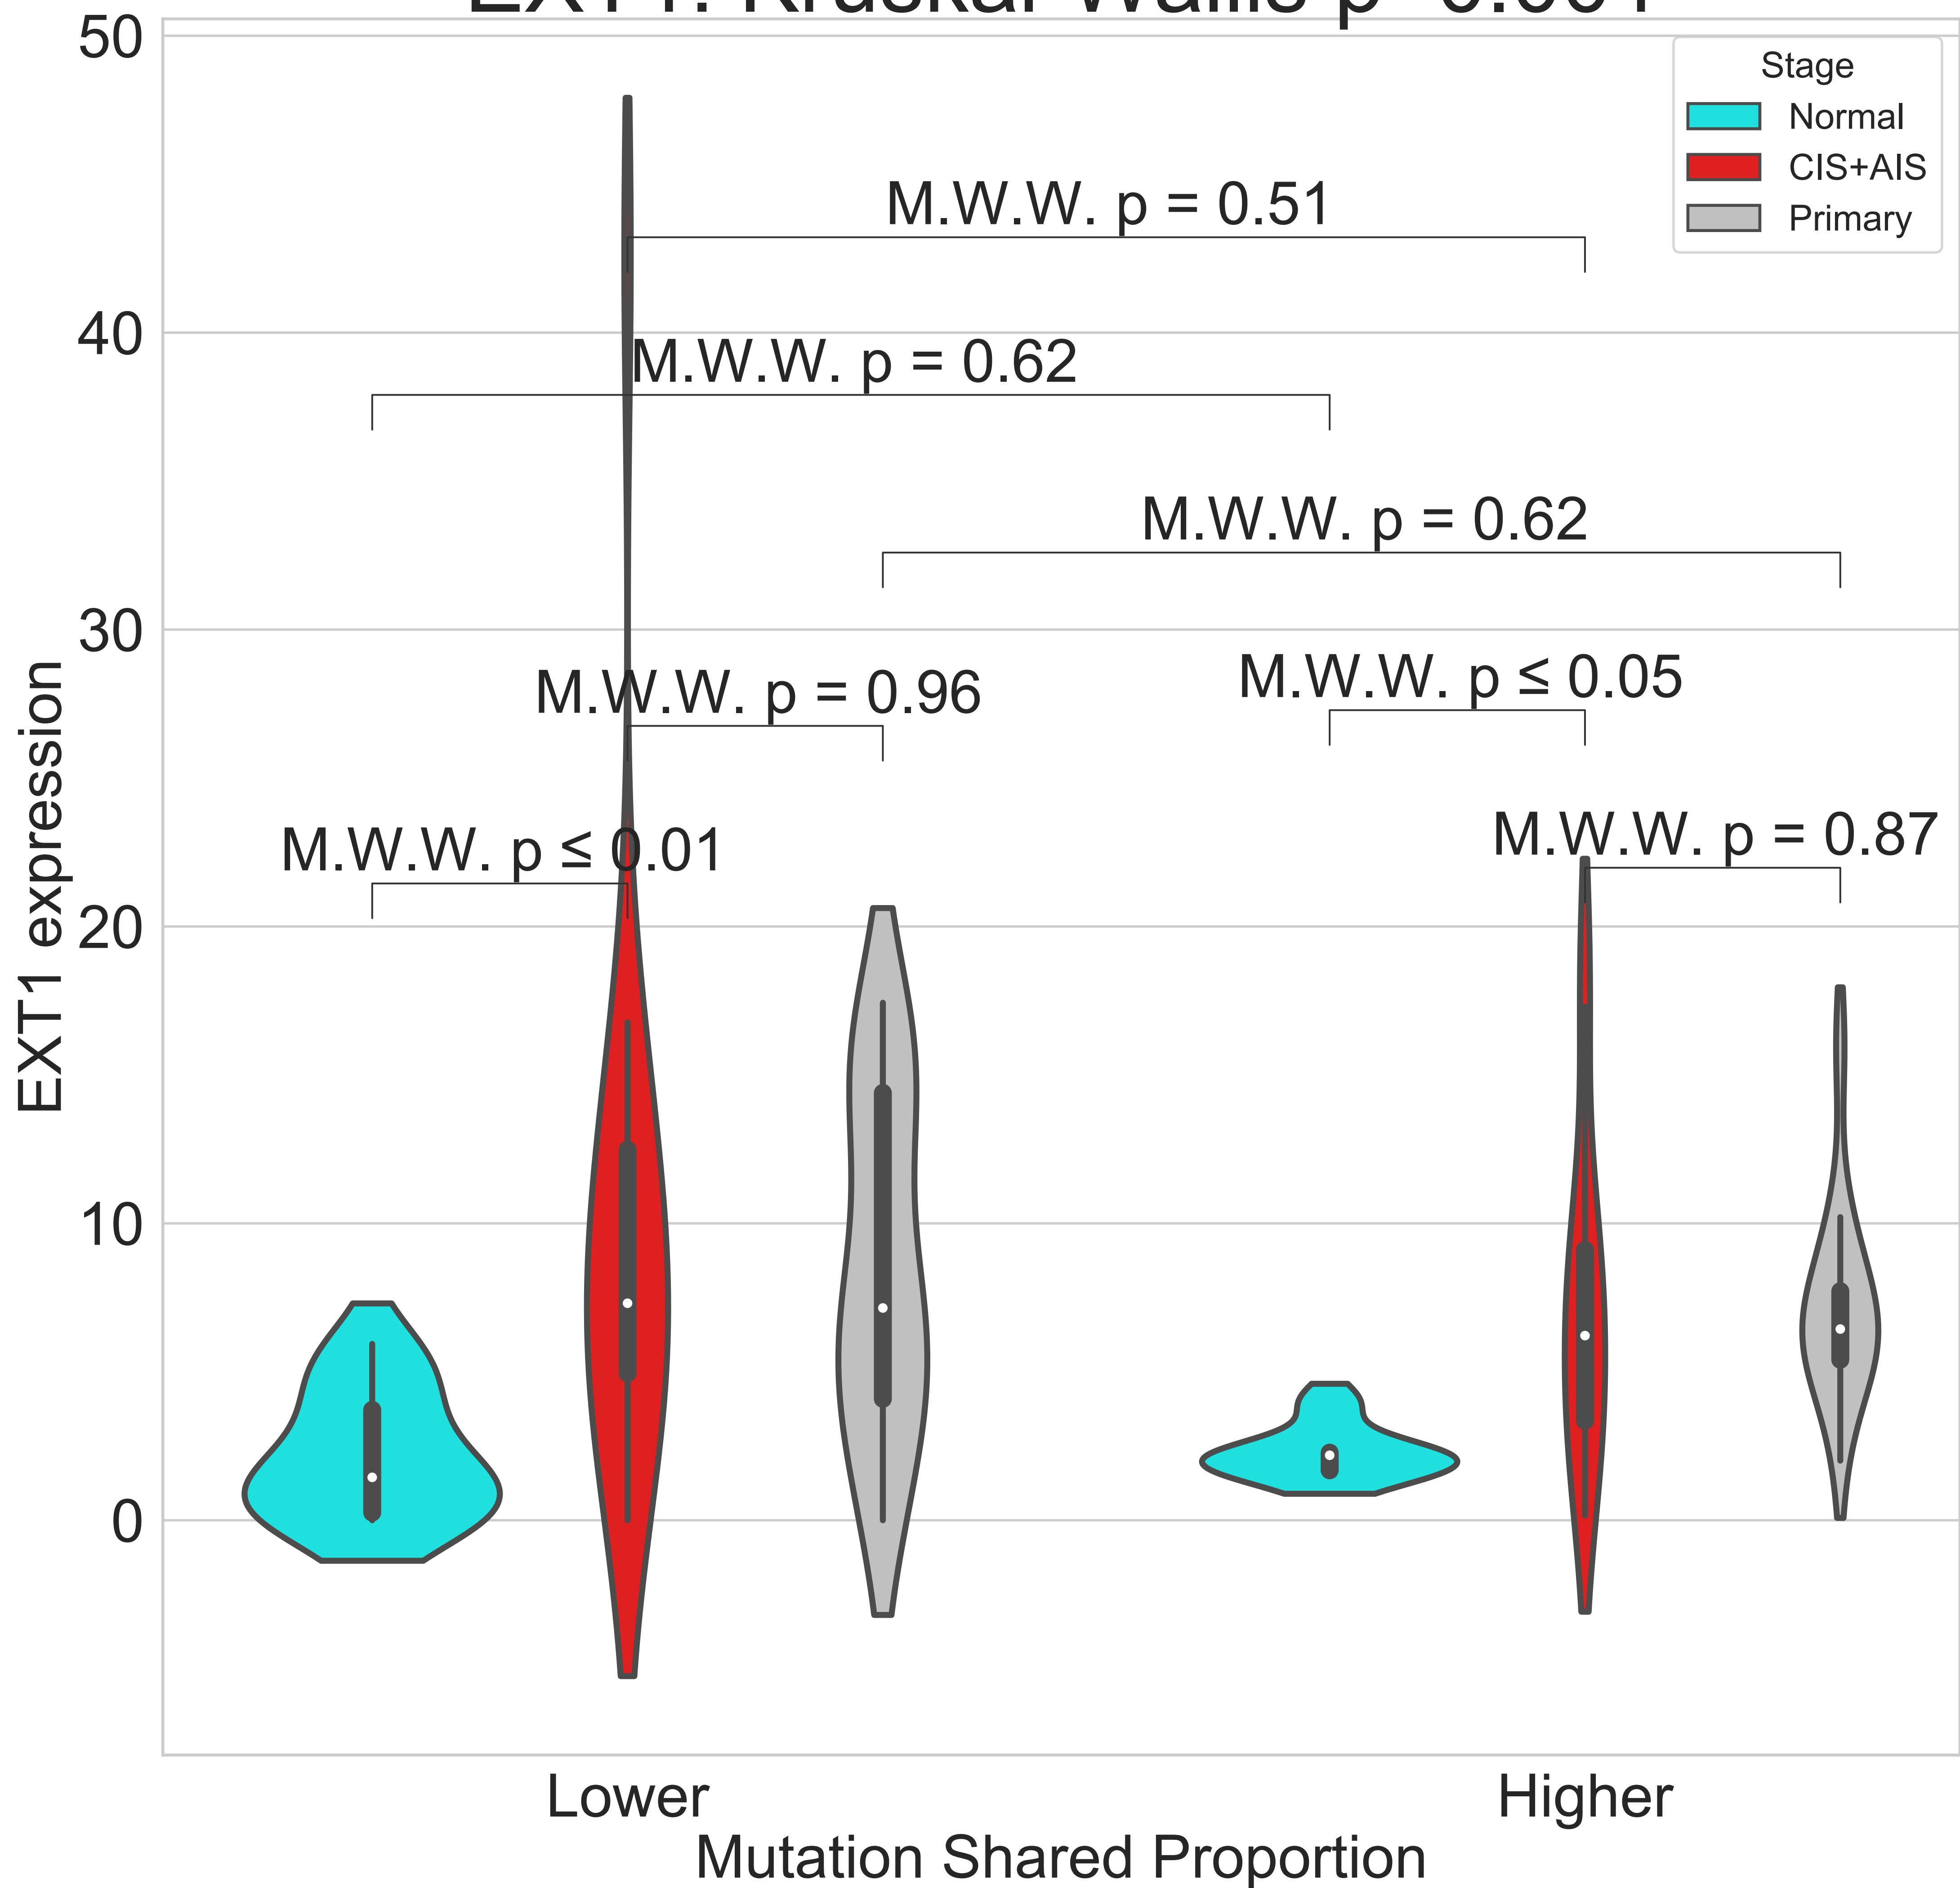 50
Stage
Normal
CIS+AIS
Primary
M.W.W. p = 0.51
40
M.W.W. p = 0.62
M.W.W. p = 0.62
30
M.W.W. p = 0.96
M.W.W. p ≤ 0.05
M.W.W. p ≤ 0.01
M.W.W. p = 0.87
EXT1 expression
20
10
0
Lower
Higher
Mutation Shared Proportion